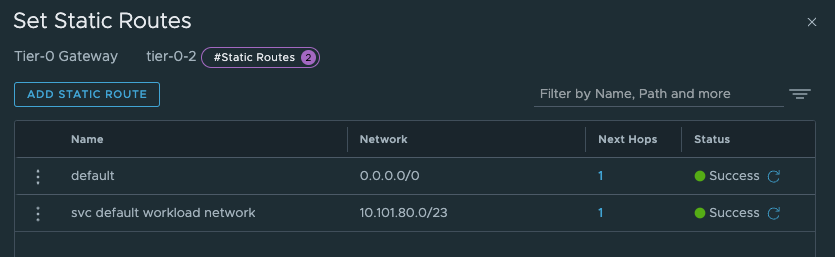 Set Static Routes
Tier-0 Gateway tier-0-2 #Static Routes 2
ADD STATIC ROUTE Filter by Name, Path and more
Name Network Next Hops Status
default 0.0.0.0/0 1 Success
svc default workload network 10.101.80.0/23 1 Success